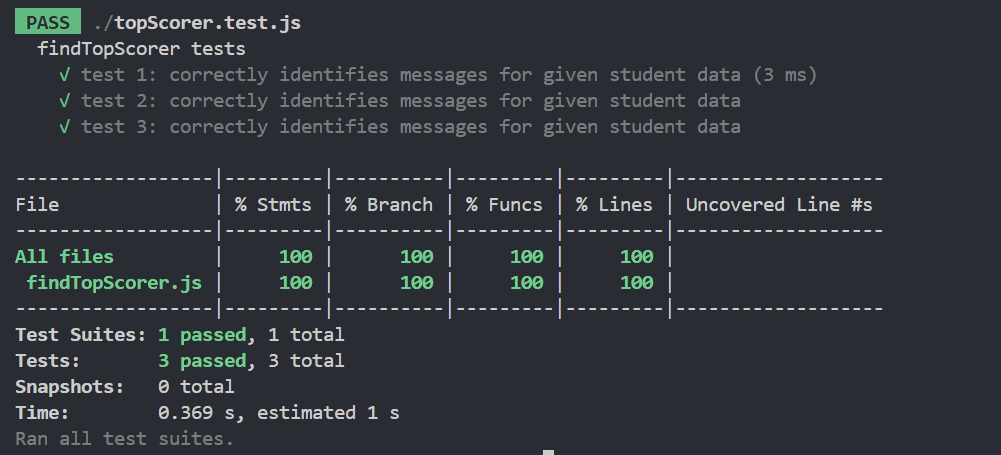 PASS ./topScorer.test.js
  findTopScorer tests
    √ test 1: correctly identifies messages for given student data (3 ms)
    √ test 2: correctly identifies messages for given student data
    √ test 3: correctly identifies messages for given student data
------------------|---------|----------|---------|---------|-------------------
File              | % Stmts | % Branch | % Funcs | % Lines | Uncovered Line #s
------------------|---------|----------|---------|---------|-------------------
All files         |     100 |      100 |     100 |     100 |
 findTopScorer.js |     100 |      100 |     100 |     100 |
------------------|---------|----------|---------|---------|-------------------
Test Suites: 1 passed, 1 total
Tests:       3 passed, 3 total
Snapshots:   0 total
Time:        0.369 s, estimated 1 s
Ran all test suites.